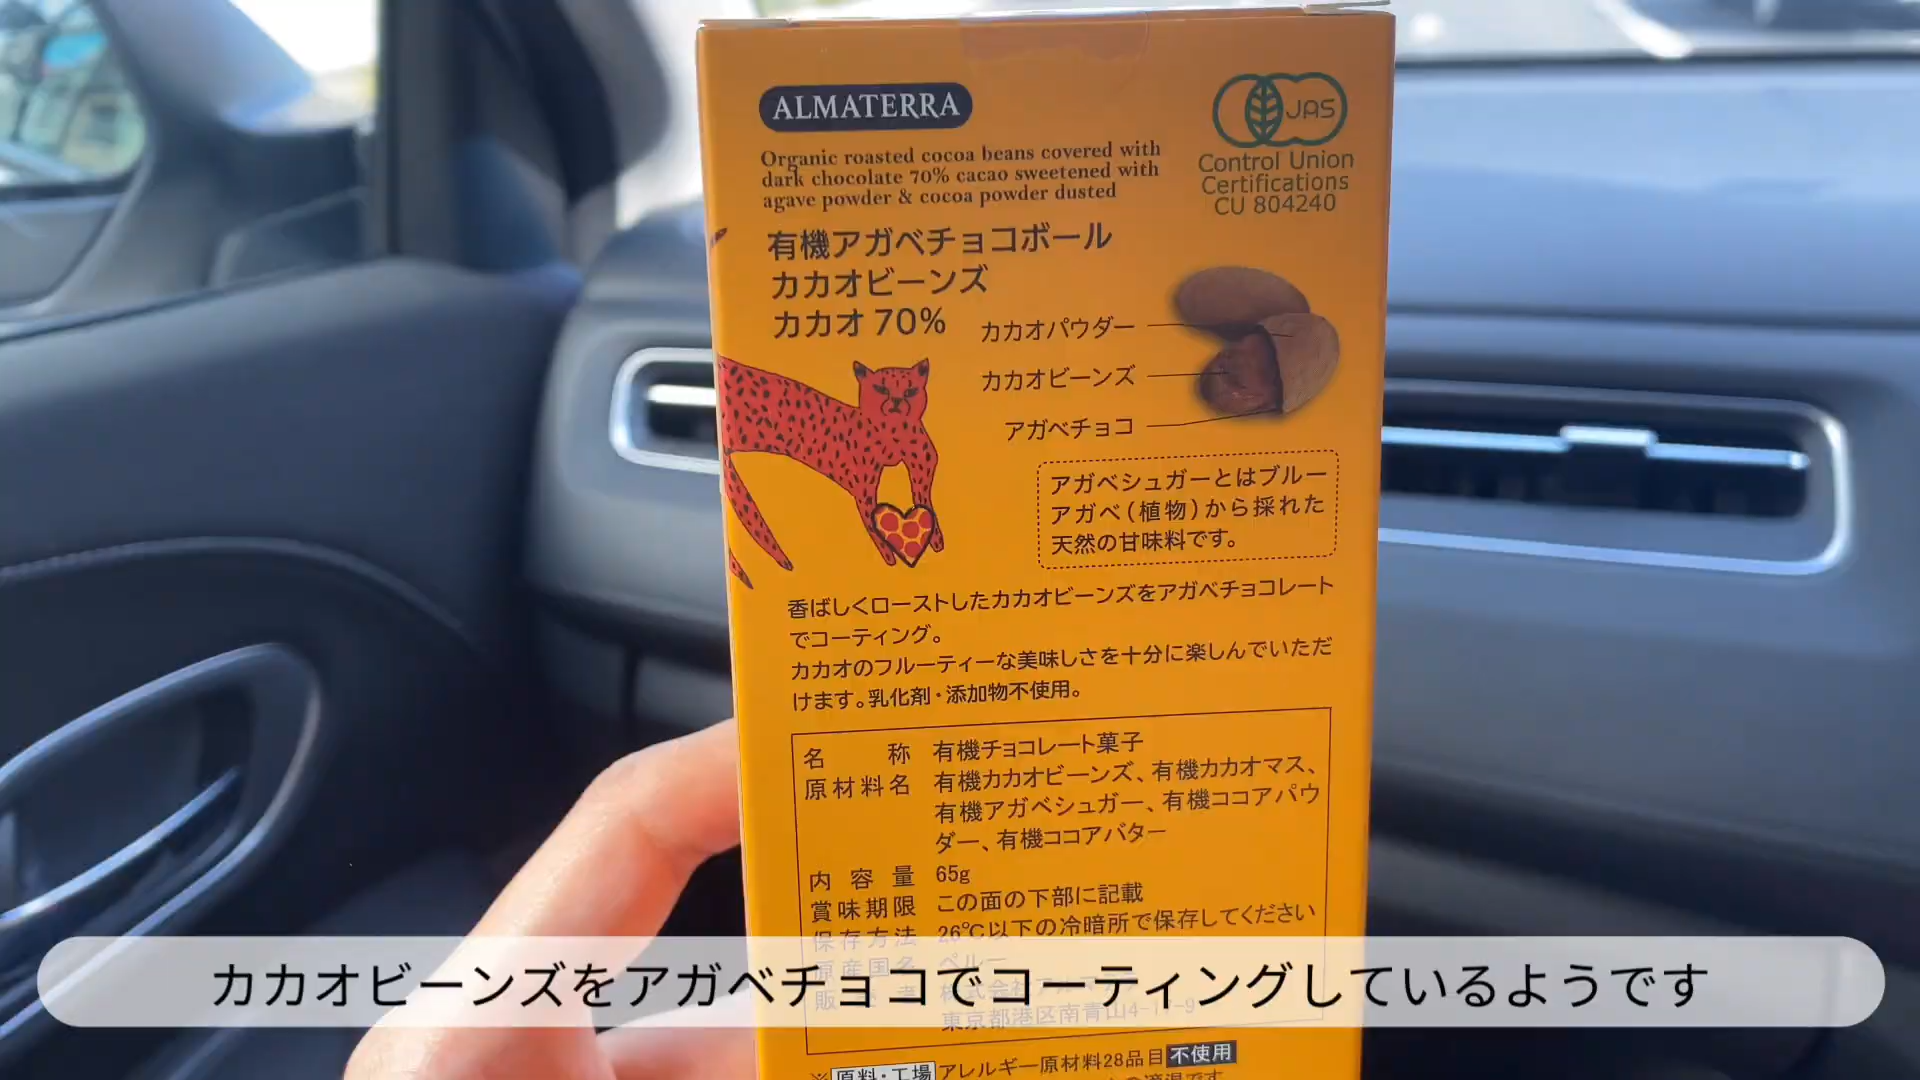 ALMATERRA
JAS
Control Union
Certifications
CU 804240
Organic roasted cocoa beans covered with
dark chocolate 70% cacao sweetened with
agave powder & cocoa powder dusted
有機アガベチョコボール
カカオビーンズ
カカオ 70%
カカオパウダー
カカオビーンズ
アガベチョコ
アガベシュガーとはブルー
アガベ(植物)から採れた
天然の甘味料です。
香ばしくローストしたカカオビーンズをアガベチョコレート
でコーティング。
カカオのフルーティーな美味しさを十分に楽しんでいただ
けます。乳化剤・添加物不使用。
名 称 有機チョコレート菓子
原材料名 有機カカオビーンズ、有機カカオマス、
有機アガベシュガー、有機ココアパウ
ダー、有機ココアバター
内容量 65g
賞味期限 この面の下部に記載
保存方法 26℃以下の冷暗所で保存してください
原産国名 ペルー
東京都港区南青山
カカオビーンズをアガベチョコでコーティングしているようです
※原料・工場 アレルギー原材料28品目不使用